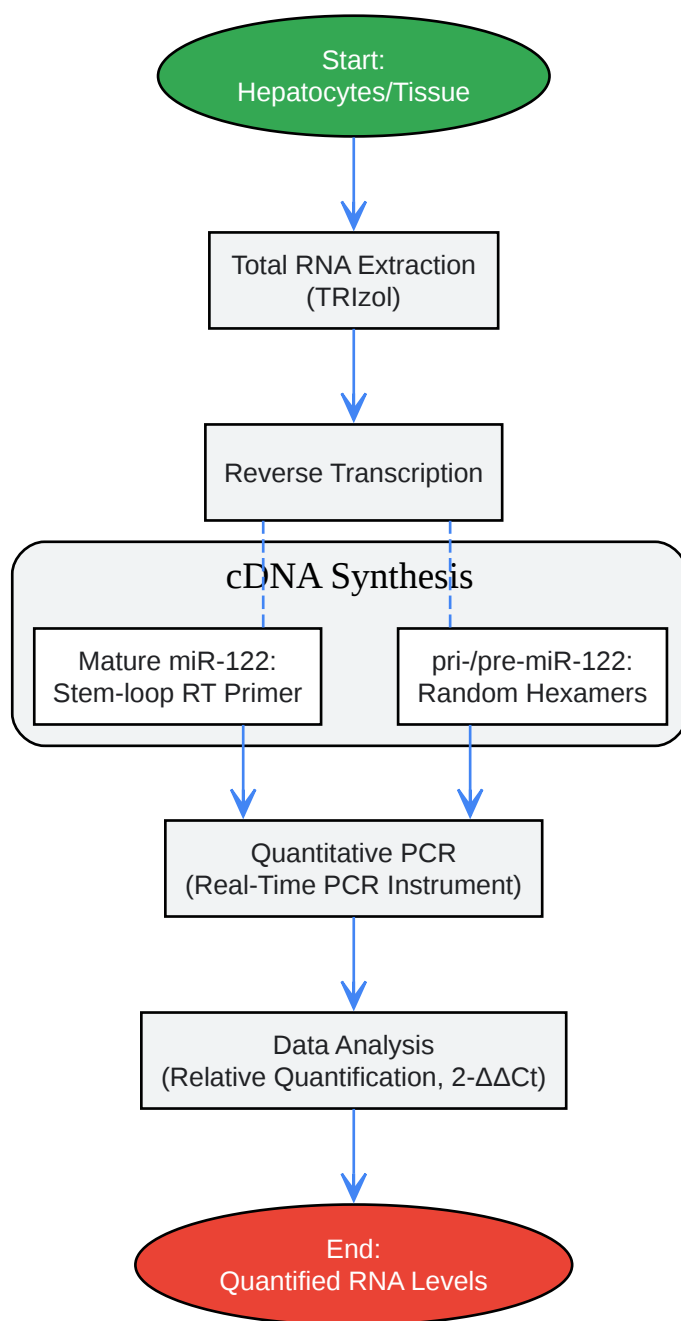 Start:
Hepatocytes/Tissue
Total RNA Extraction
(TRIzol)
Reverse Transcription
cDNA Synthesis
Mature miR-122:
Stem-loop RT Primer
pri-/pre-miR-122:
Random Hexamers
Quantitative PCR
(Real-Time PCR Instrument)
Data Analysis
(Relative Quantification, 2-ΔΔCt)
End:
Quantified RNA Levels